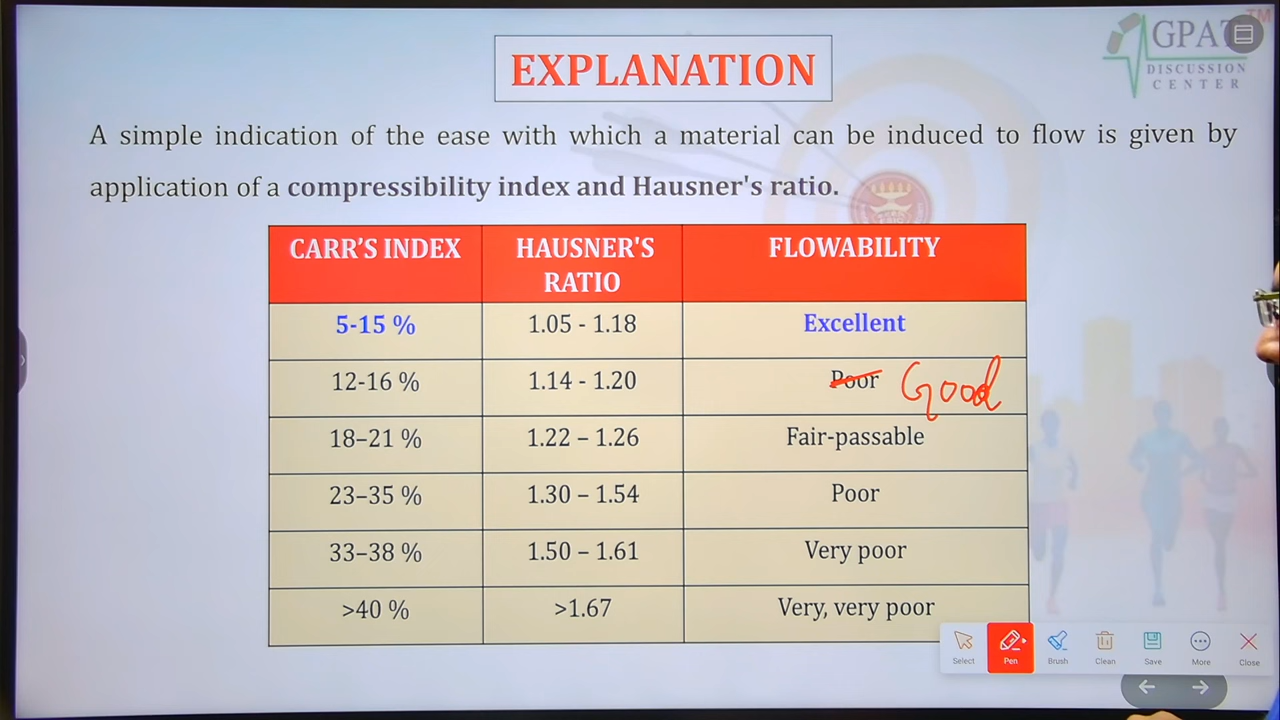 GPAT
DISCUSSION
CENTER
EXPLANATION
A simple indication of the ease with which a material can be induced to flow is given by
application of a compressibility index and Hausner's ratio.
CARR'S INDEX HAUSNER'S RATIO FLOWABILITY
5-15 % 1.05 - 1.18 Excellent
12-16 % 1.14 - 1.20 Poor Good
18–21 % 1.22 – 1.26 Fair-passable
23–35 % 1.30 – 1.54 Poor
33–38 % 1.50 – 1.61 Very poor
>40 % >1.67 Very, very poor
Select Pen Brush Clean Save More Close